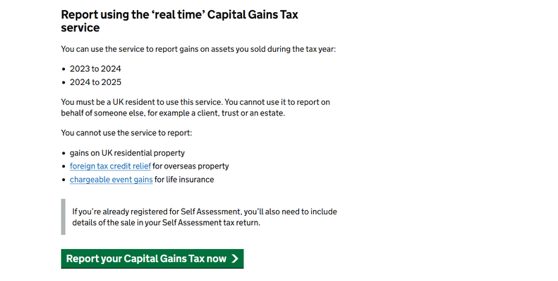 Report using the ‘real time’ Capital Gains Tax
service
You can use the service to report gains on assets you sold during the tax year:
• 2023 to 2024
• 2024 to 2025
You must be a UK resident to use this service. You cannot use it to report on
behalf of someone else, for example a client, trust or an estate.
You cannot use the service to report:
• gains on UK residential property
• foreign tax credit relief for overseas property
• chargeable event gains for life insurance
If you’re already registered for Self Assessment, you’ll also need to include
details of the sale in your Self Assessment tax return.
Report your Capital Gains Tax now